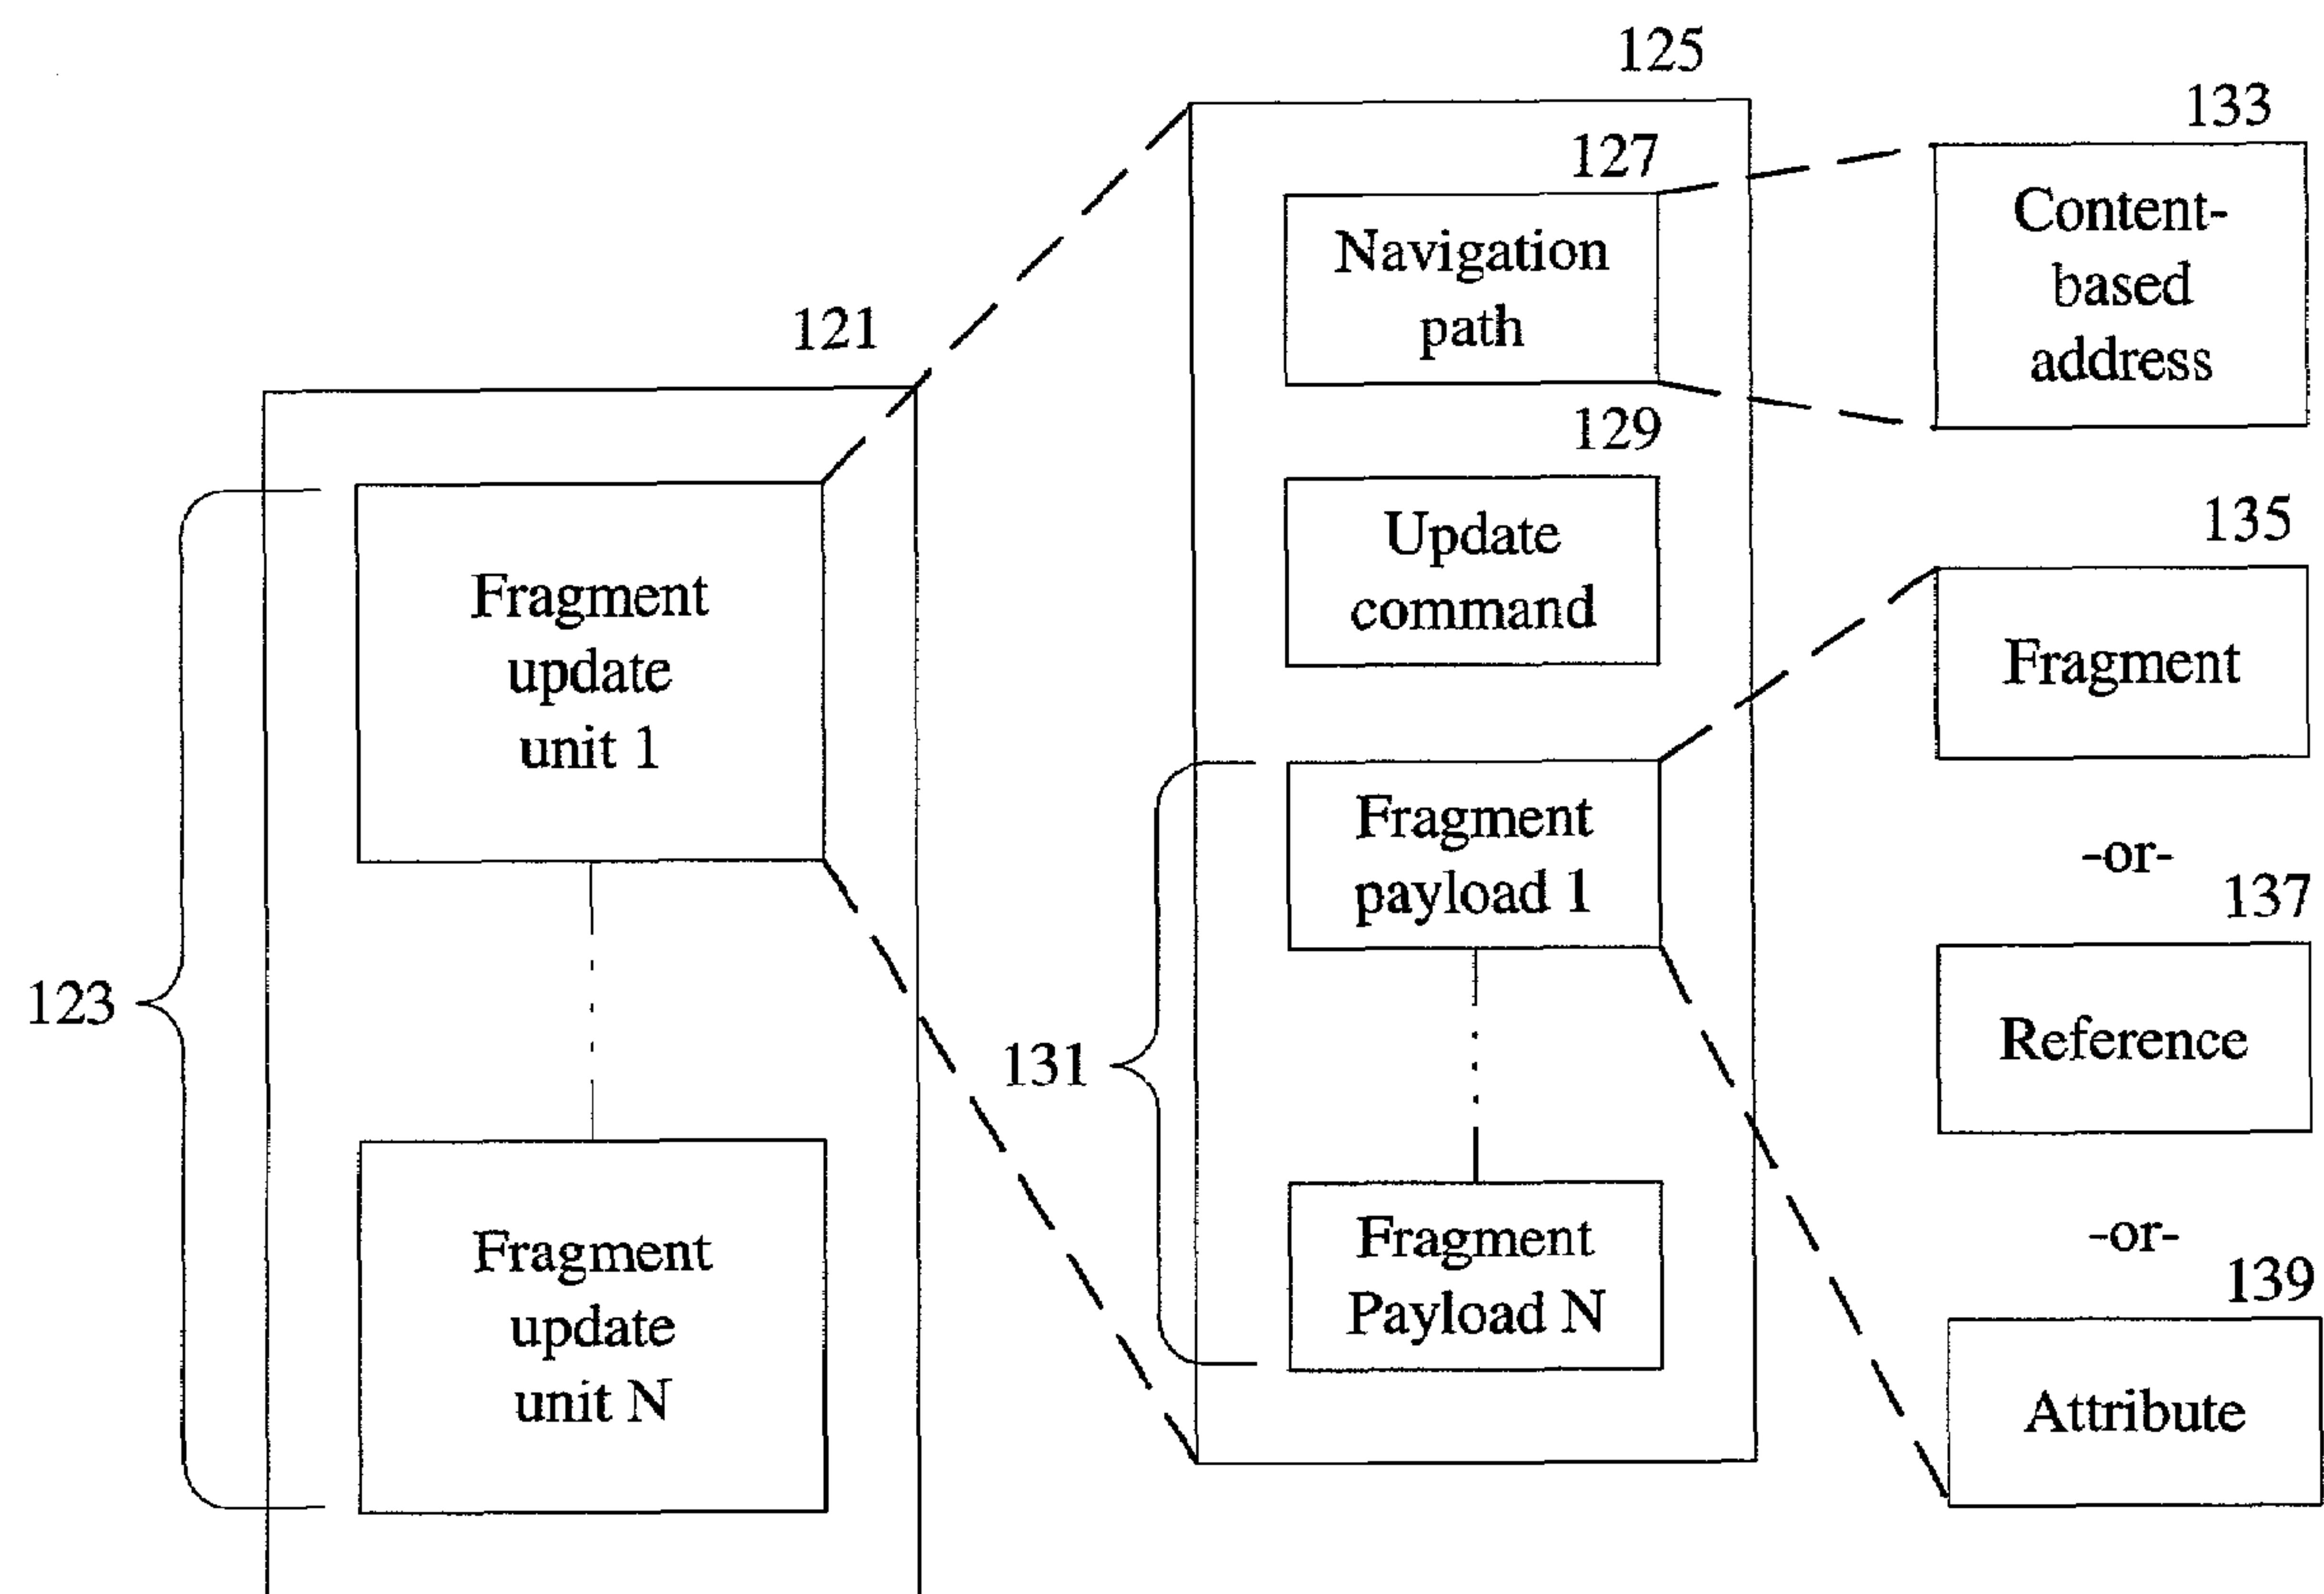 121
123
Fragment
update
unit 1
Fragment
update
unit N
125
127
Navigation
path
129
Update
command
131
Fragment
payload 1
Fragment
Payload N
133
Content-
based
address
135
Fragment
-or-
137
Reference
-or-
139
Attribute